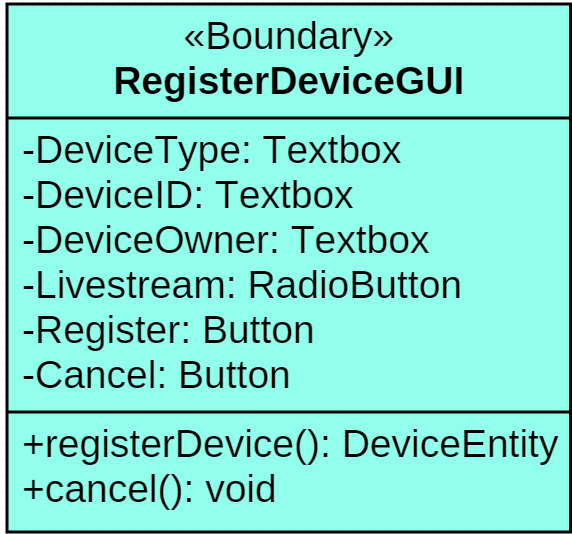 «Boundary»
RegisterDeviceGUI
-DeviceType: Textbox
-DeviceID: Textbox
-DeviceOwner: Textbox
-Livestream: RadioButton
-Register: Button
-Cancel: Button
+registerDevice(): DeviceEntity
+cancel(): void